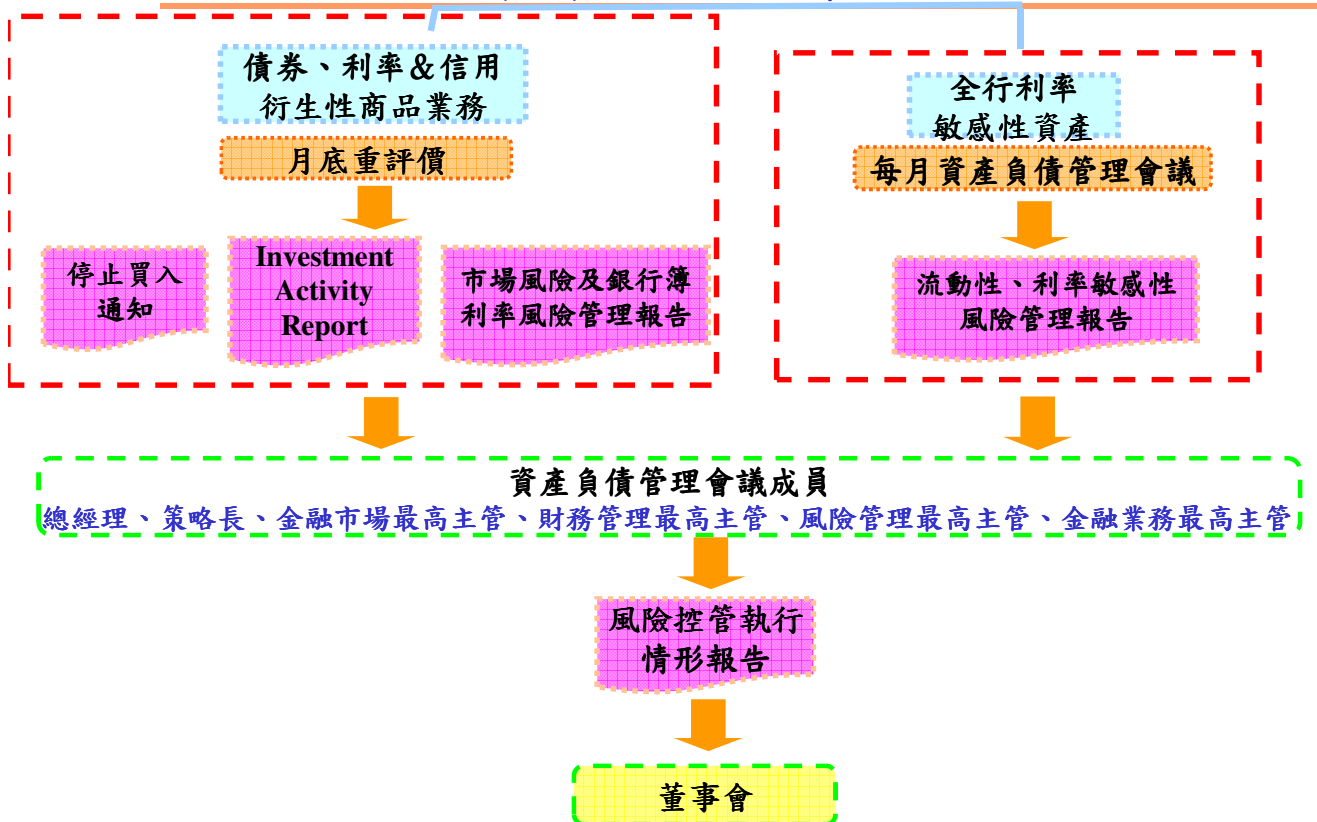 債券、利率＆信用
衍生性商品業務
月底重評價
停止買入
通知
Investment
Activity
Report
市場風險及銀行簿
利率風險管理報告
全行利率
敏感性資產
每月資產負債管理會議
流動性、利率敏感性
風險管理報告
資產負債管理會議成員
總經理、策略長、金融市場最高主管、財務管理最高主管、風險管理最高主管、金融業務最高主管
風險控管執行
情形報告
董事會